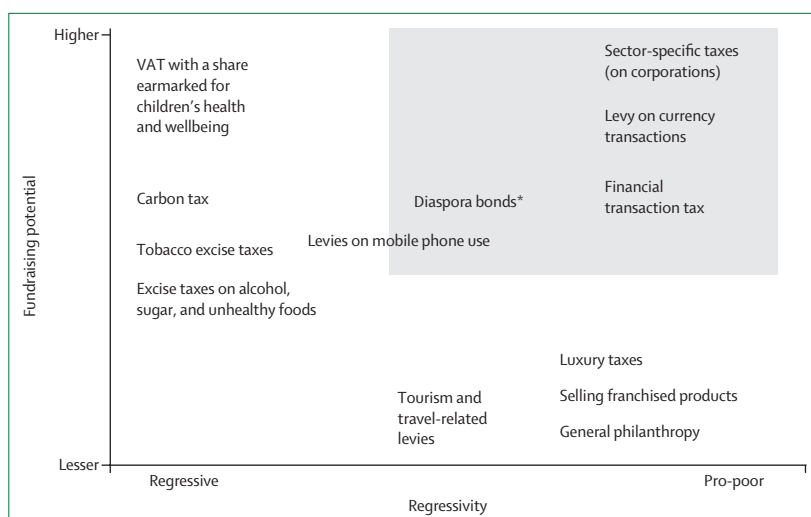 Higher
VAT with a share
earmarked for
children’s health
and wellbeing
Sector-specific taxes
(on corporations)
Levy on currency
transactions
Carbon tax
Diaspora bonds*
Financial
transaction tax
Tobacco excise taxes
Levies on mobile phone use
Excise taxes on alcohol,
sugar, and unhealthy foods
Fundraising potential
Luxury taxes
Tourism and
travel-related
levies
Selling franchised products
General philanthropy
Lesser
Regressive
Pro-poor
Regressivity